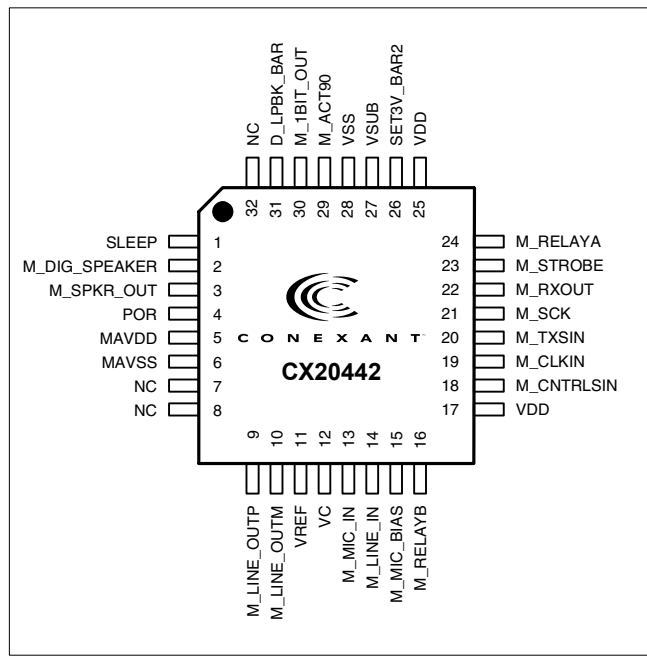 NC
D_LPBK_BAR
M_1BIT_OUT
M_ACT90
VSS
VSUB
SET3V_BAR2
VDD
32
31
30
29
28
27
26
25
SLEEP 1
M_DIG_SPEAKER 2
M_SPKR_OUT 3
POR 4
MAVDD 5
MAVSS 6
NC 7
NC 8
CONEXANT™
CX20442
24 M_RELAYA
23 M_STROBE
22 M_RXOUT
21 M_SCK
20 M_TXSIN
19 M_CLKIN
18 M_CNTRLSIN
17 VDD
9
10
11
12
13
14
15
16
M_LINE_OUTP
M_LINE_OUTM
VREF
VC
M_MIC_IN
M_LINE_IN
M_MIC_BIAS
M_RELAYB